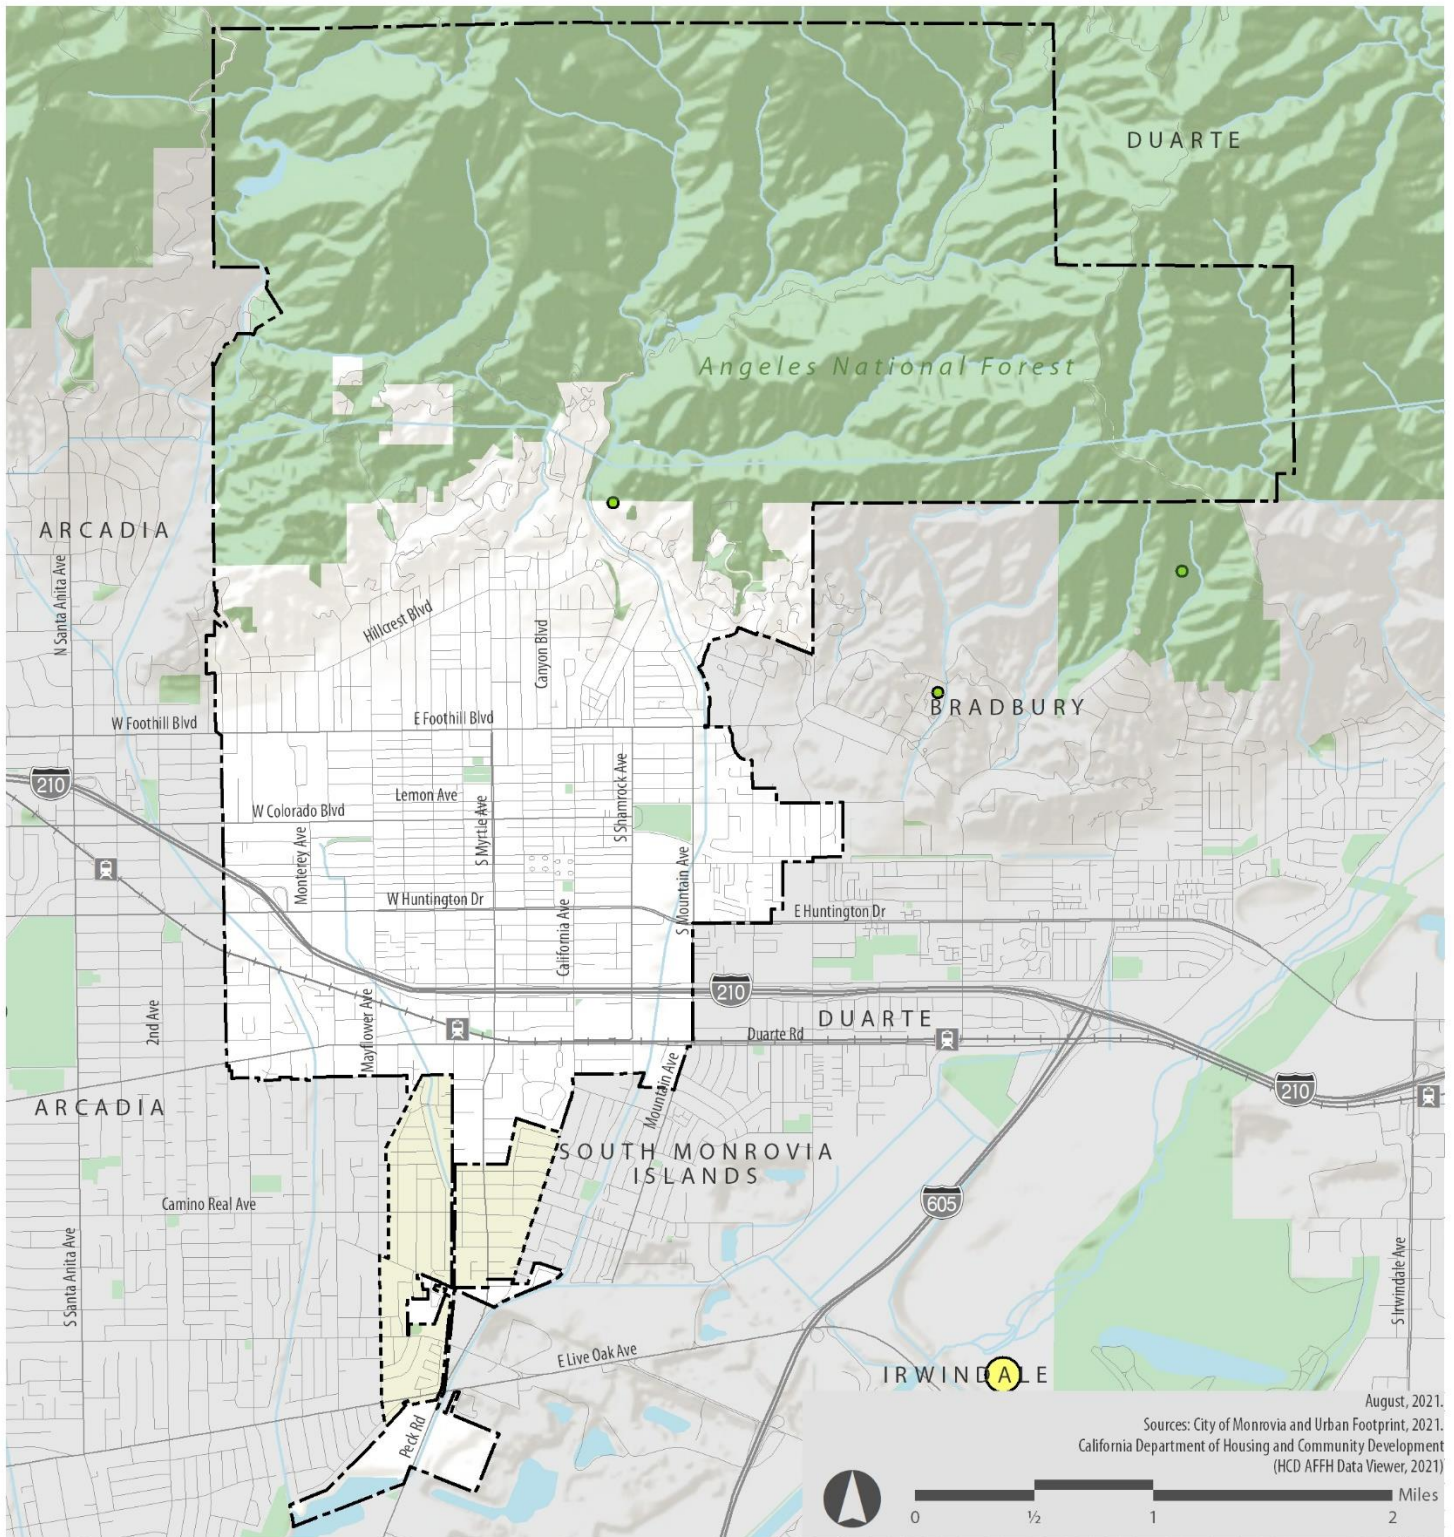 DUARTE
Angeles National Forest
ARCADIA
N Santa Anita Ave
Hillcrest Blvd
Canyon Blvd
BRADBURY
W Foothill Blvd
E Foothill Blvd
210
Lemon Ave
W Colorado Blvd
S Myrtle Ave
S Shamrock Ave
Monterey Ave
S Mountain Ave
W Huntington Dr
California Ave
E Huntington Dr
210
2nd Ave
Mayflower Ave
DUARTE
Duarte Rd
Mountain Ave
210
ARCADIA
SOUTH MONROVIA
ISLANDS
Camino Real Ave
605
S Santa Anita Ave
S Irwindale Ave
E Live Oak Ave
IRWINDALE
Peck Rd
August, 2021.
Sources: City of Monrovia and Urban Footprint, 2021.
California Department of Housing and Community Development
(HCD AFFH Data Viewer, 2021)
Miles
0 ½ 1 2